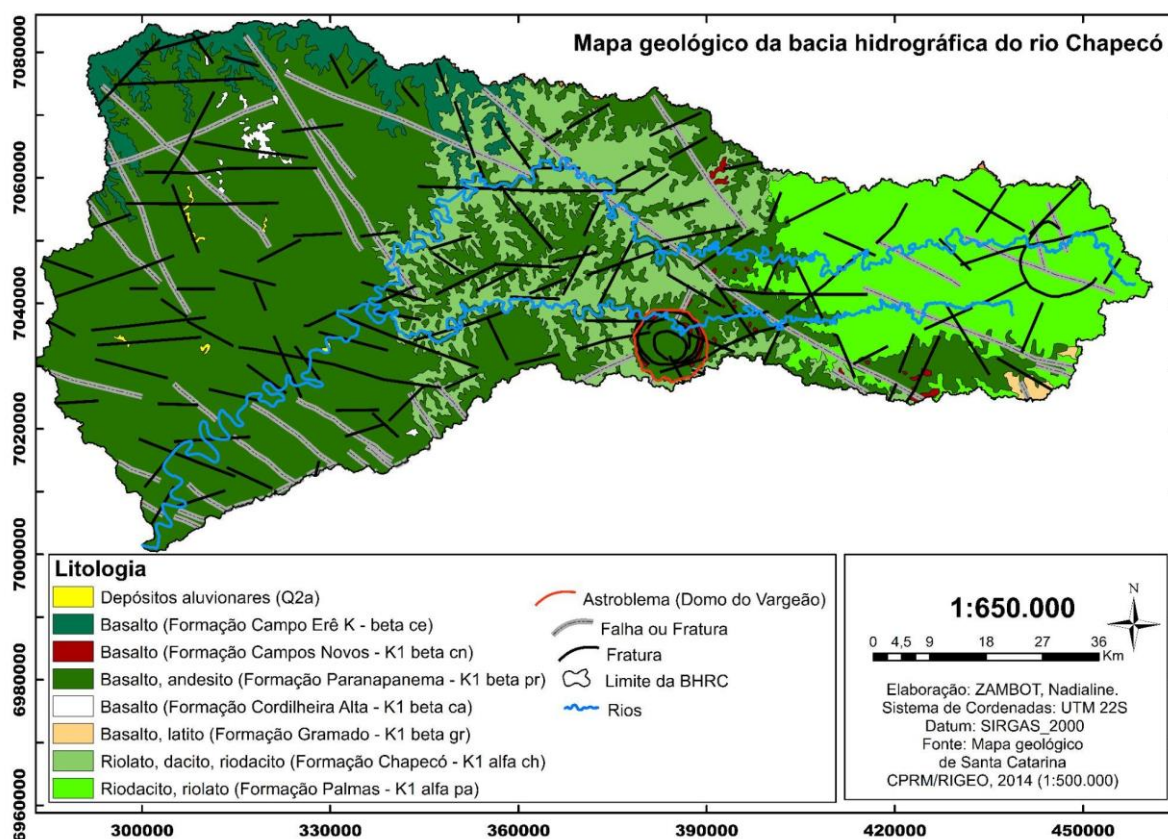 Mapa geológico da bacia hidrográfica do rio Chapecó
7080000
7060000
7040000
7020000
7000000
6980000
6960000
Litologia
Depósitos aluvionares (Q2a)
Basalto (Formação Campo Erê K - beta ce)
Basalto (Formação Campos Novos - K1 beta cn)
Basalto, andesito (Formação Paranapanema - K1 beta pr)
Basalto (Formação Cordilheira Alta - K1 beta ca)
Basalto, latito (Formação Gramado - K1 beta gr)
Riolato, dacito, riodacito (Formação Chapecó - K1 alfa ch)
Riodacito, riolato (Formação Palmas - K1 alfa pa)
Astroblema (Domo do Vargeão)
Falha ou Fratura
Fratura
Limite da BHRC
Rios
1:650.000
N
0 4,5 9 18 27 36
Km
Elaboração: ZAMBOT, Nadialine.
Sistema de Cordenadas: UTM 22S
Datum: SIRGAS_2000
Fonte: Mapa geológico
de Santa Catarina
CPRM/RIGEO, 2014 (1:500.000)
300000 330000 360000 390000 420000 450000